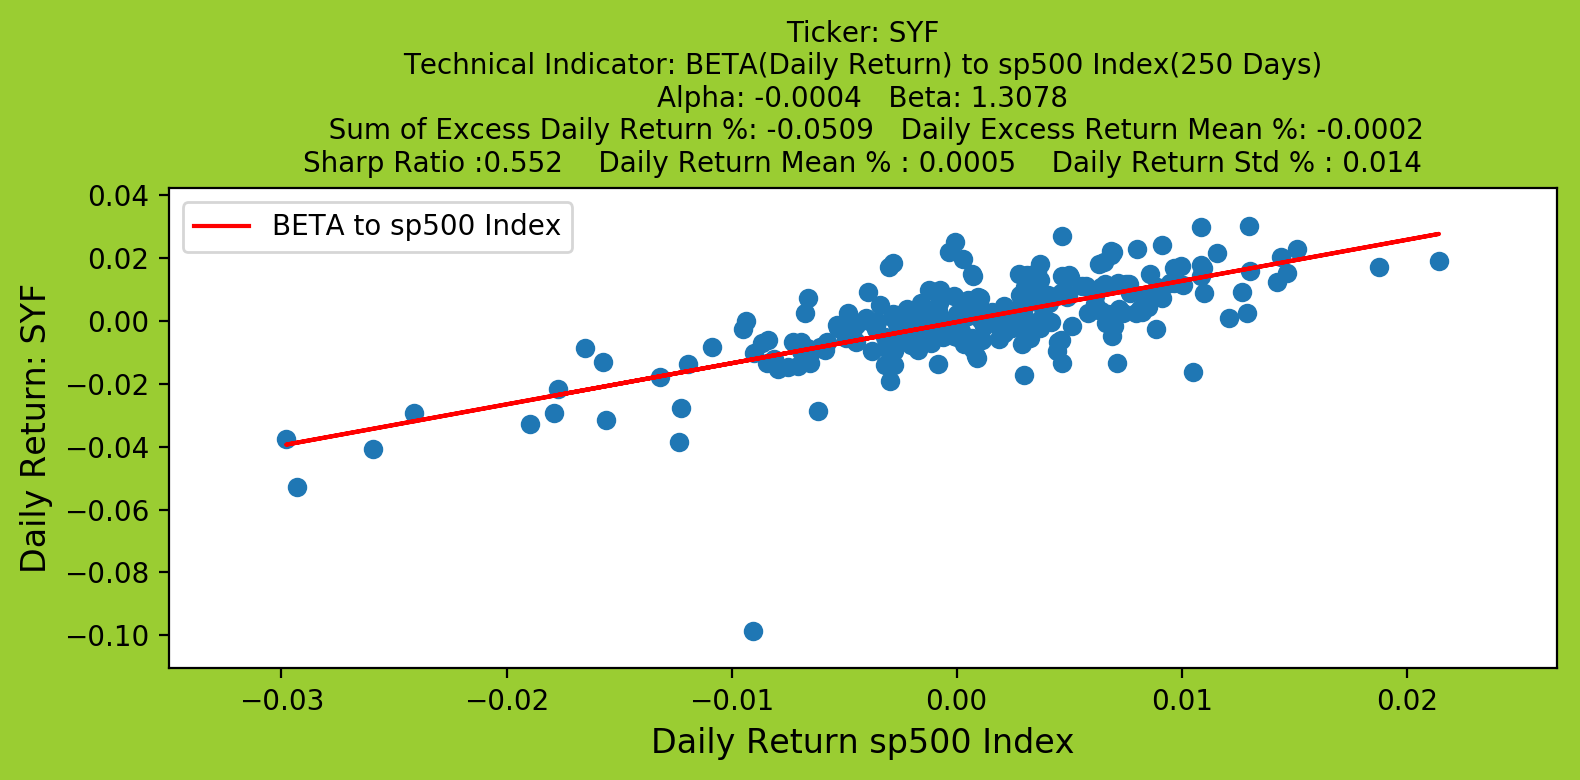 Ticker: SYF
Technical Indicator: BETA(Daily Return) to sp500 Index(250 Days)
Alpha: -0.0004   Beta: 1.3078
Sum of Excess Daily Return %: -0.0509   Daily Excess Return Mean %: -0.0002
Sharp Ratio :0.552    Daily Return Mean % : 0.0005    Daily Return Std % : 0.014
BETA to sp500 Index
Daily Return: SYF
0.04
0.02
0.00
−0.02
−0.04
−0.06
−0.08
−0.10
−0.03
−0.02
−0.01
0.00
0.01
0.02
Daily Return sp500 Index